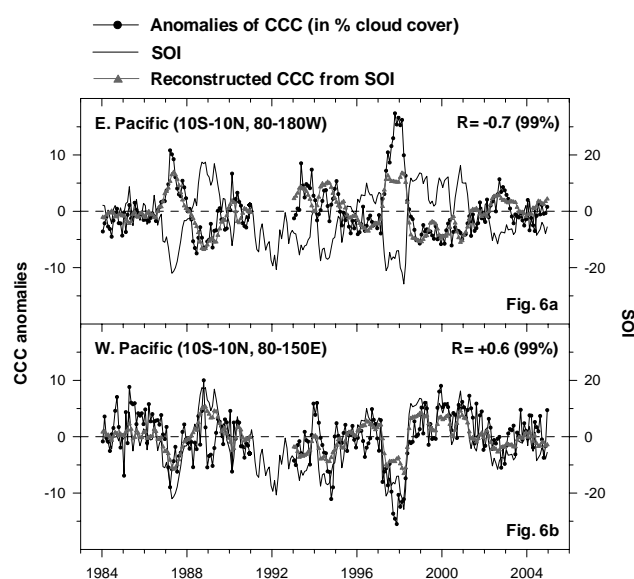 Anomalies of CCC (in % cloud cover)
SOI
Reconstructed CCC from SOI
E. Pacific (10S-10N, 80-180W) R= -0.7 (99%)
10
0
-10
20
0
-20
Fig. 6a
CCC anomalies
SOI
W. Pacific (10S-10N, 80-150E) R= +0.6 (99%)
10
0
-10
20
0
-20
Fig. 6b
1984 1988 1992 1996 2000 2004